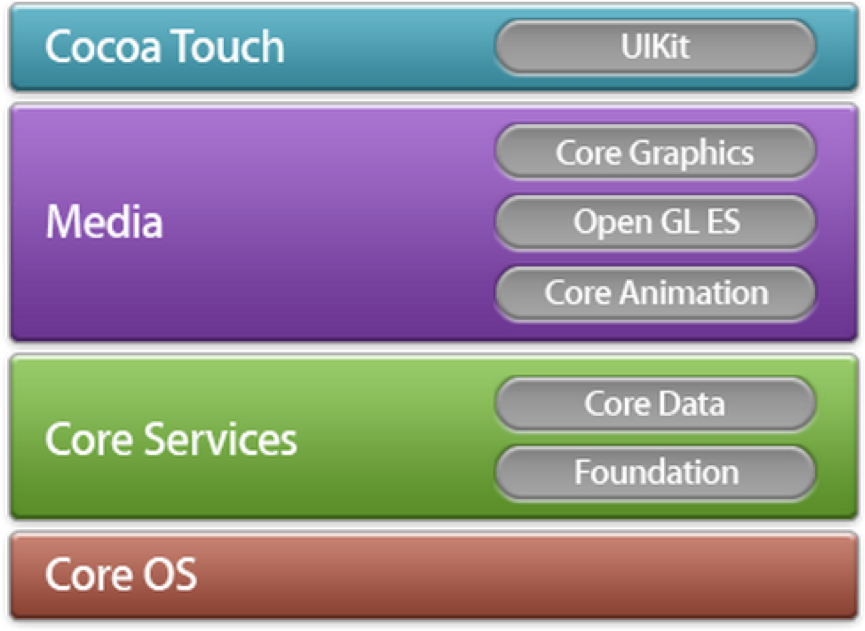 Cocoa Touch
UIKit
Media
Core Graphics
Open GL ES
Core Animation
Core Services
Core Data
Foundation
Core OS